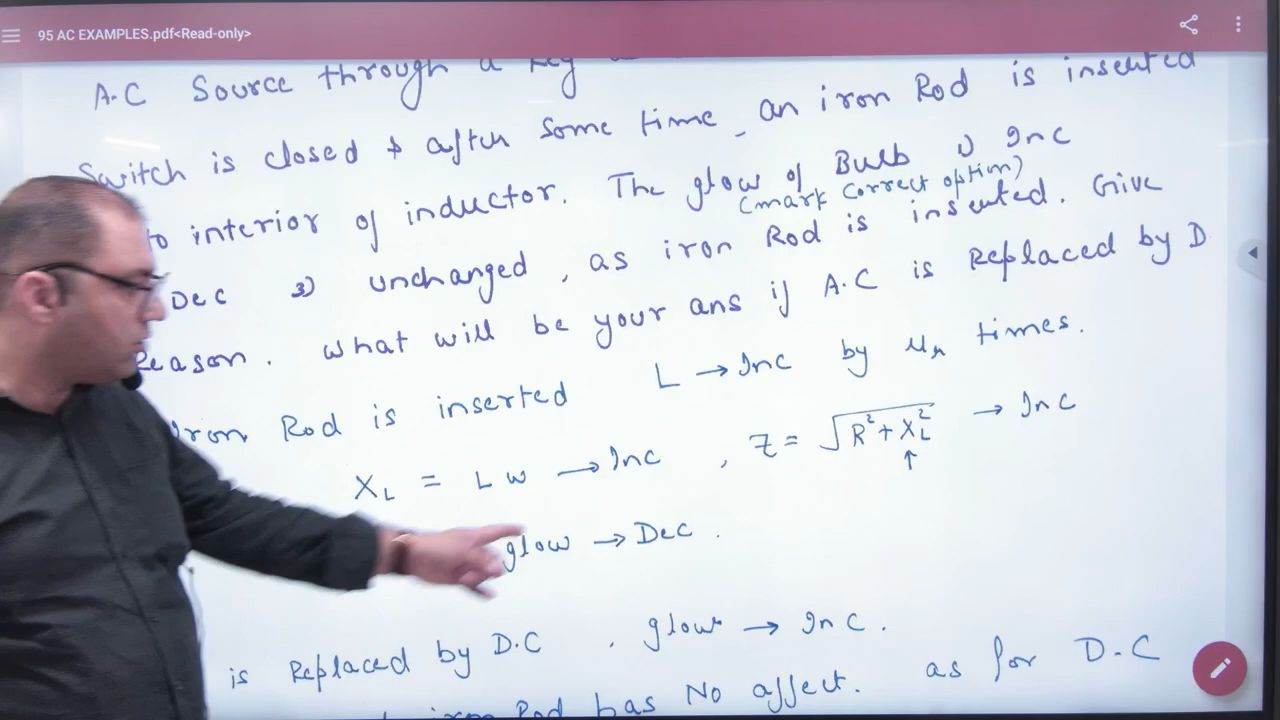 95 AC EXAMPLES.pdf<Read-only>
A.C Source through a key
Switch is closed & after some time, an iron Rod is inserted
to interior of inductor. The glow of Bulb 1) Inc
(mark correct option)
Dec 3) unchanged, as iron Rod is inserted. Give
Reason. What will be your ans if A.C is Replaced by D
Iron Rod is inserted L → Inc by μr times.
XL = Lω → Inc , Z = √R²+XL² → Inc
↑
glow → Dec.
is Replaced by D.C . glow → Inc.
iron Rod has No affect. as for D.C